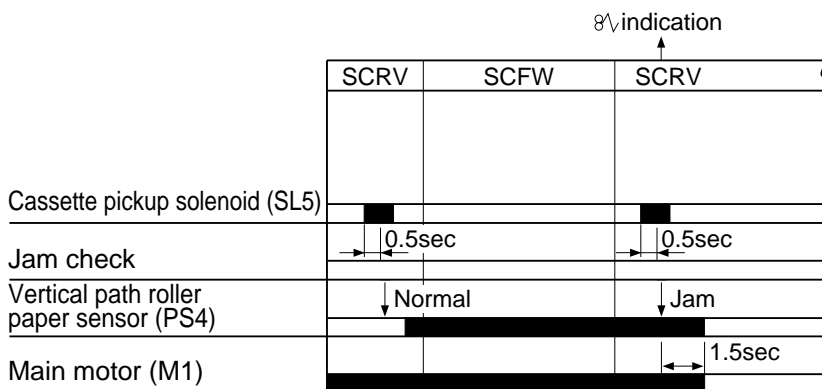 indication
SCRV SCFW SCRV
Cassette pickup solenoid (SL5)
0.5sec 0.5sec
Jam check
Vertical path roller
paper sensor (PS4)
Normal Jam
1.5sec
Main motor (M1)